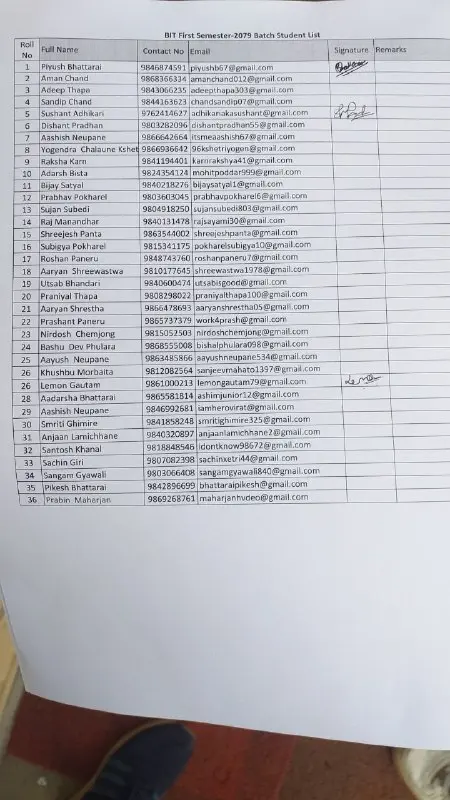 BIT First Semester-2079 Batch Student List
Roll No Full Name Contact No Email Signature Remarks
1 Piyush Bhattarai 9846874591 piyushb67@gmail.com
2 Aman Chand 9868366334 amanchand012@gmail.com
3 Adeep Thapa 9843066235 adeepthapa303@gmail.com
4 Sandip Chand 9844163623 chandsandip07@gmail.com
5 Sushant Adhikari 9762414627 adhikariakasushant@gmail.com
6 Dishant Pradhan 9803282096 dishantpradhan55@gmail.com
7 Aashish Neupane 9866642664 itsmeaashish67@gmail.com
8 Yogendra Chalaune Kshet 9866936642 96kshetriyogen@gmail.com
9 Raksha Karn 9841194401 karnrakshya41@gmail.com
10 Adarsh Bista 9824354124 mohitpoddar999@gmail.com
11 Bijay Satyal 9840218276 bijaysatyal1@gmail.com
12 Prabhav Pokharel 9803603045 prabhavpokharel6@gmail.com
13 Sujan Subedi 9804918250 sujansubedi803@gmail.com
14 Raj Manandhar 9840131478 rajsayami30@gmail.com
15 Shreejesh Panta 9863544002 shreejeshpanta@gmail.com
16 Subigya Pokharel 9815341175 pokharelsubigya10@gmail.com
17 Roshan Paneru 9848743760 roshanpaneru7@gmail.com
18 Aaryan Shreewastwa 9810177645 shreewastwa1978@gmail.com
19 Utsab Bhandari 9840600474 utsabisgood@gmail.com
20 Praniyal Thapa 9808298022 praniyalthapa100@gmail.com
21 Aaryan Shrestha 9866478693 aaryanshrestha05@gmail.com
22 Prashant Paneru 9865737379 work4prash@gmail.com
23 Nirdosh Chemjong 9815052503 nirdoshchemjong@gmail.com
24 Bashu Dev Phulara 9868555008 bishalphulara098@gmail.com
25 Aayush Neupane 9863485866 aayushneupane534@gmail.com
26 Khushbu Morbaita 9812082564 sanjeevmahato1397@gmail.com
26 Lemon Gautam 9861000213 lemongautam79@gmail.com
28 Aadarsha Bhattarai 9865581814 ashimjunior12@gmail.com
29 Aashish Neupane 9846992681 iamherovirat@gmail.com
30 Smriti Ghimire 9841858248 smritighimire325@gmail.com
31 Anjaan Lamichhane 9840320897 anjaanlamichhane2@gmail.com
32 Santosh Khanal 9818848546 idontknow98672@gmail.com
33 Sachin Giri 9807082398 sachinxetri44@gmail.com
34 Sangam Gyawali 9803066408 sangamgyawali840@gmail.com
35 Pikesh Bhattarai 9842896699 bhattaraipikesh@gmail.com
36 Prabin Maharjan 9869268761 maharjanhvdeo@gmail.com